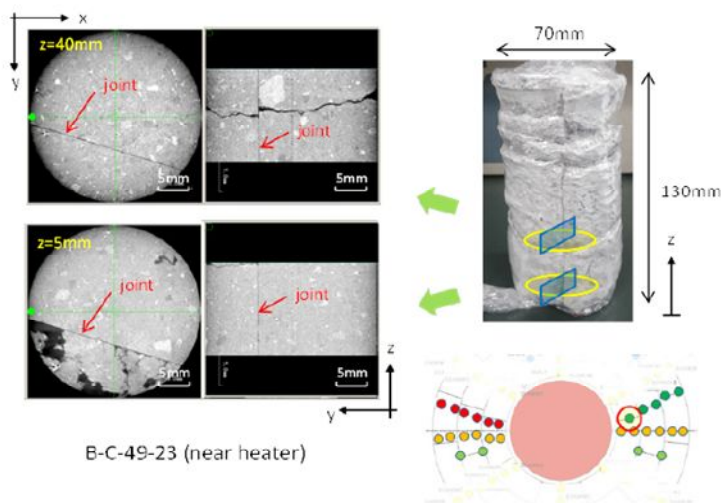 x
y
z=40mm
joint
5mm
joint
5mm
z=5mm
joint
5mm
joint
5mm
z
y
B-C-49-23 (near heater)
70mm
130mm
z